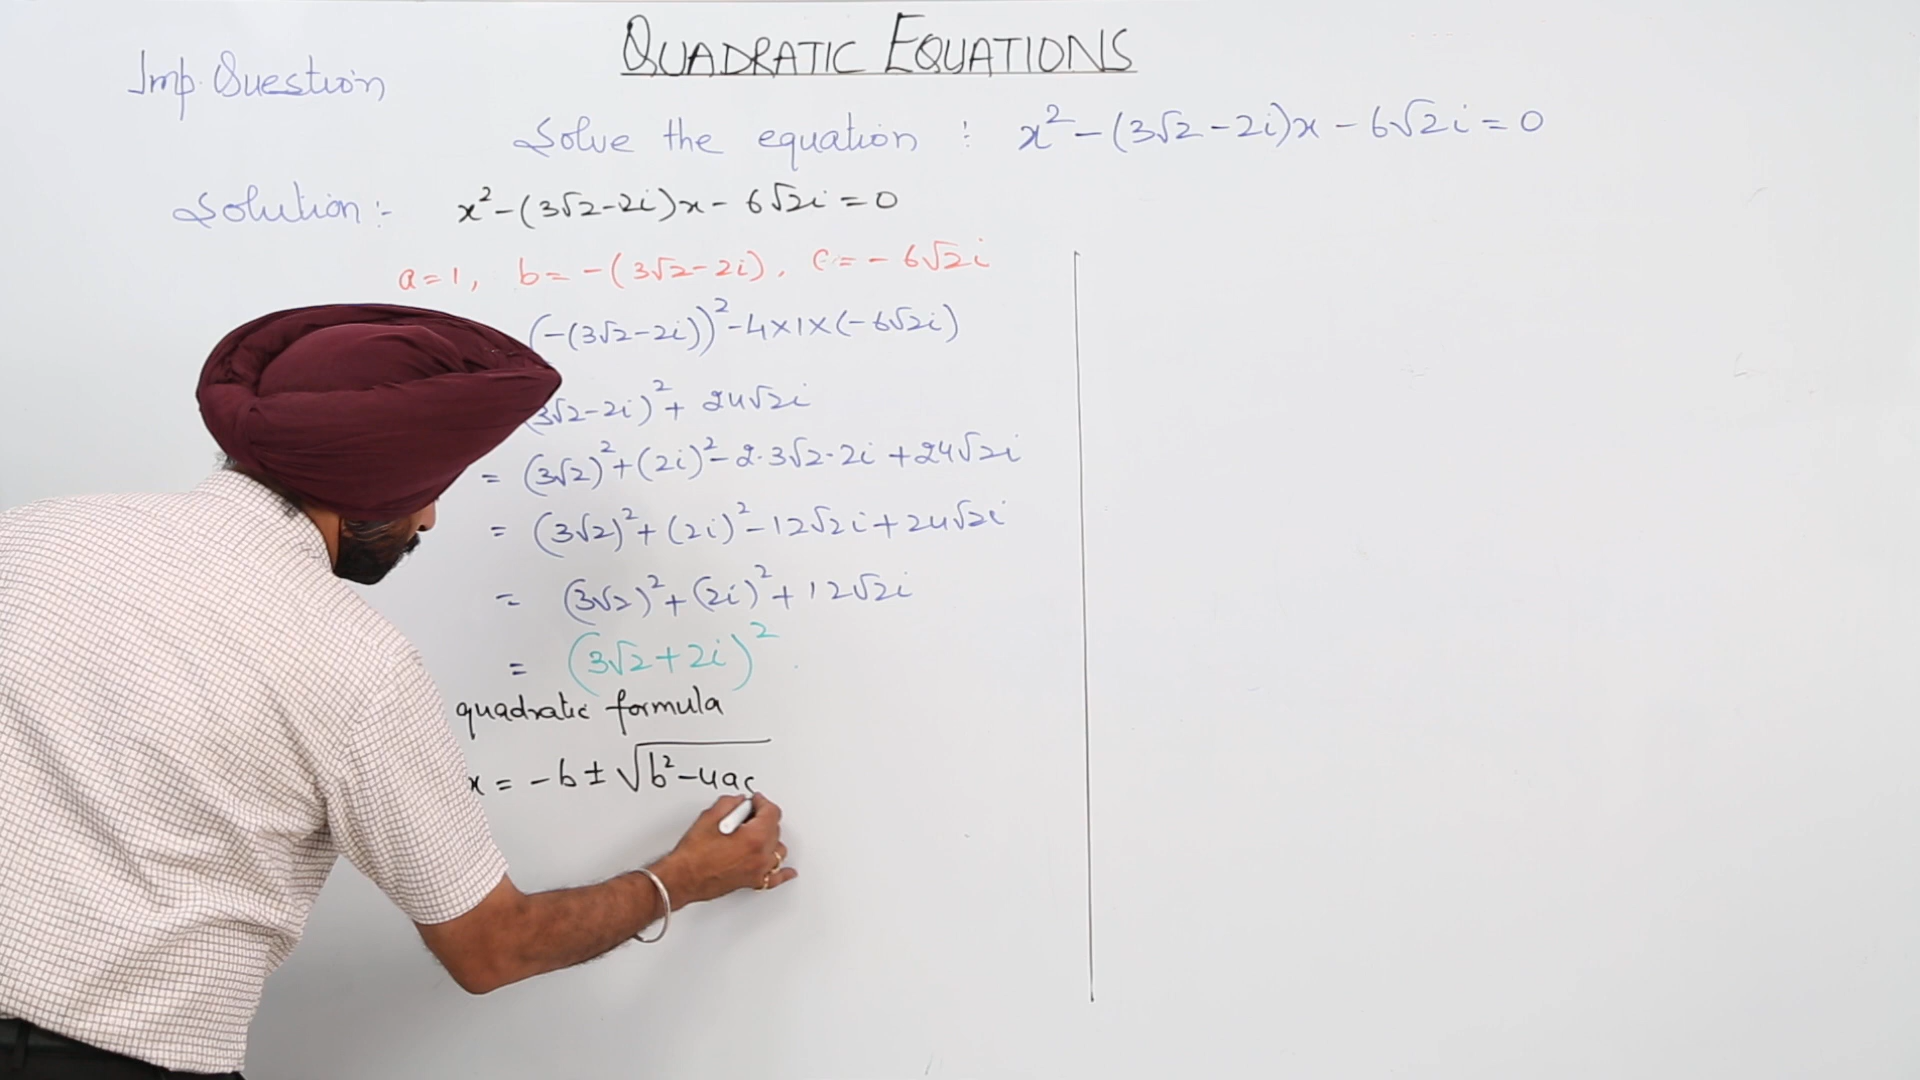 QUADRATIC EQUATIONS
Imp. Question
Solve the equation : x² - (3√2 - 2i)x - 6√2i = 0
Solution:- x² - (3√2 - 2i)x - 6√2i = 0
a = 1, b = -(3√2 - 2i), c = -6√2i
(-(3√2 - 2i))² - 4×1×(-6√2i)
3√2 - 2i)² + 24√2i
= (3√2)² + (2i)² - 2·3√2·2i + 24√2i
= (3√2)² + (2i)² - 12√2i + 24√2i
= (3√2)² + (2i)² + 12√2i
= (3√2 + 2i)²
quadratic formula
x = -b ± √b² - 4ac